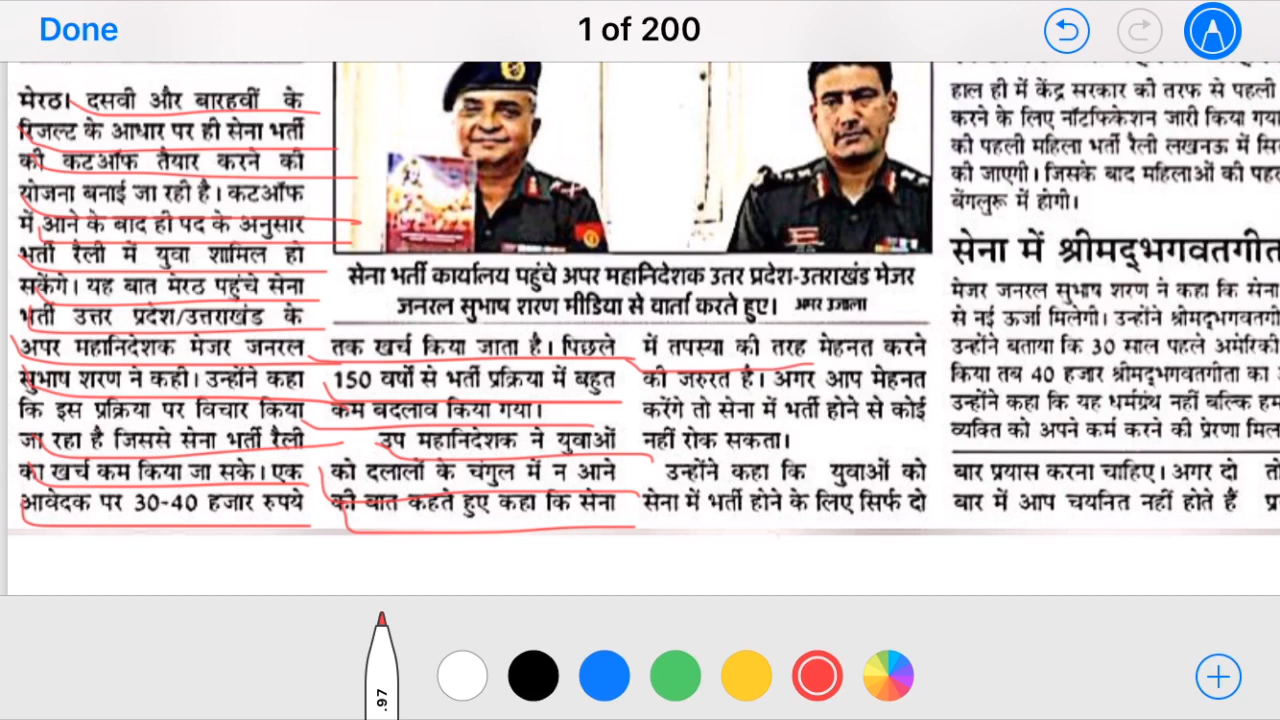 Done
1 of 200
मेरठ। दसवी और बारहवीं के
रिजल्ट के आधार पर ही सेना भर्ती
की कटऑफ तैयार करने की
योजना बनाई जा रही है। कटऑफ
में आने के बाद ही पद के अनुसार
भर्ती रैली में युवा शामिल हो
सकेंगे। यह बात मेरठ पहुंचे सेना
भर्ती उत्तर प्रदेश/उत्तराखंड के
अपर महानिदेशक मेजर जनरल
सुभाष शरण ने कही। उन्होंने कहा
कि इस प्रक्रिया पर विचार किया
जा रहा है जिससे सेना भर्ती रैली
का खर्च कम किया जा सके। एक
आवेदक पर 30-40 हजार रुपये
सेना भर्ती कार्यालय पहुंचे अपर महानिदेशक उतर प्रदेश-उतराखंड मेजर
जनरल सुभाष शरण मीडिया से वार्ता करते हुए। अमर उजाला
तक खर्च किया जाता है। पिछले
150 वर्षों से भर्ती प्रक्रिया में बहुत
कम बदलाव किया गया।
उप महानिदेशक ने युवाओं
को दलालों के चंगुल में न आने
की बात कहते हुए कहा कि सेना
में तपस्या की तरह मेहनत करने
की जरुरत है। अगर आप मेहनत
करेंगे तो सेना में भर्ती होने से कोई
नहीं रोक सकता।
उन्होंने कहा कि युवाओं को
सेना में भर्ती होने के लिए सिर्फ दो
हाल ही में केंद्र सरकार की तरफ से पहली
करने के लिए नॉटिफिकेशन जारी किया गया
की पहली महिला भर्ती रैली लखनऊ में सि
की जाएगी। जिसके बाद महिलाओं की पह
बेंगलुरू में होगी।
सेना में श्रीमद्भगवतगीत
मेजर जनरल सुभाष शरण ने कहा कि सेना
से नई ऊर्जा मिलेगी। उन्होंने श्रीमद्भगवतगी
उन्होंने बताया कि 30 साल पहले अमेरिकी
किया तब 40 हजार श्रीमद्भगवतगीता का
उन्होंने कहा कि यह धर्मग्रंथ नहीं बल्कि हम
व्यक्ति को अपने कर्म करने की प्रेरणा मिल
बार प्रयास करना चाहिए। अगर दो तो
बार में आप चयनित नहीं होते हैं प्र
.97